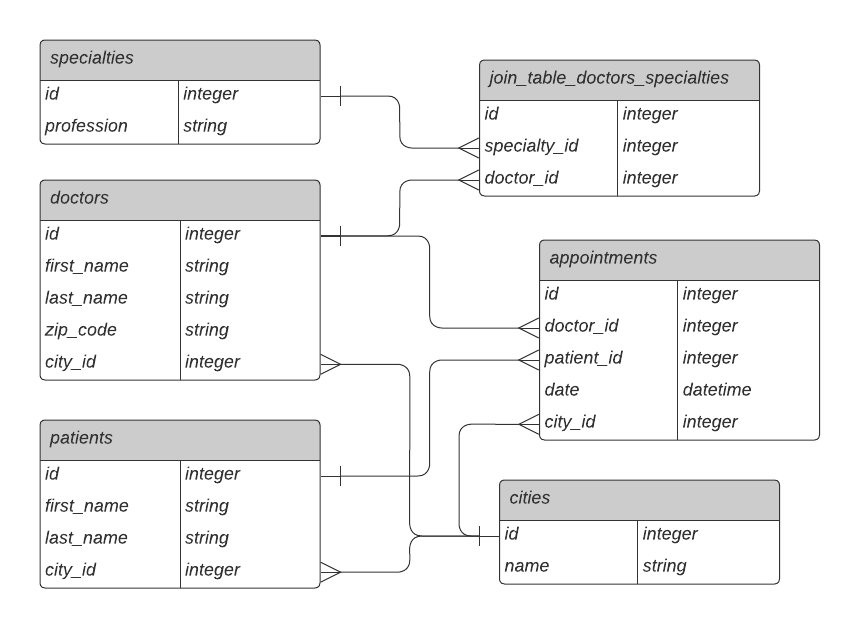 specialties
id integer
profession string
join_table_doctors_specialties
id integer
specialty_id integer
doctor_id integer
doctors
id integer
first_name string
last_name string
zip_code string
city_id integer
appointments
id integer
doctor_id integer
patient_id integer
date datetime
city_id integer
patients
id integer
first_name string
last_name string
city_id integer
cities
id integer
name string